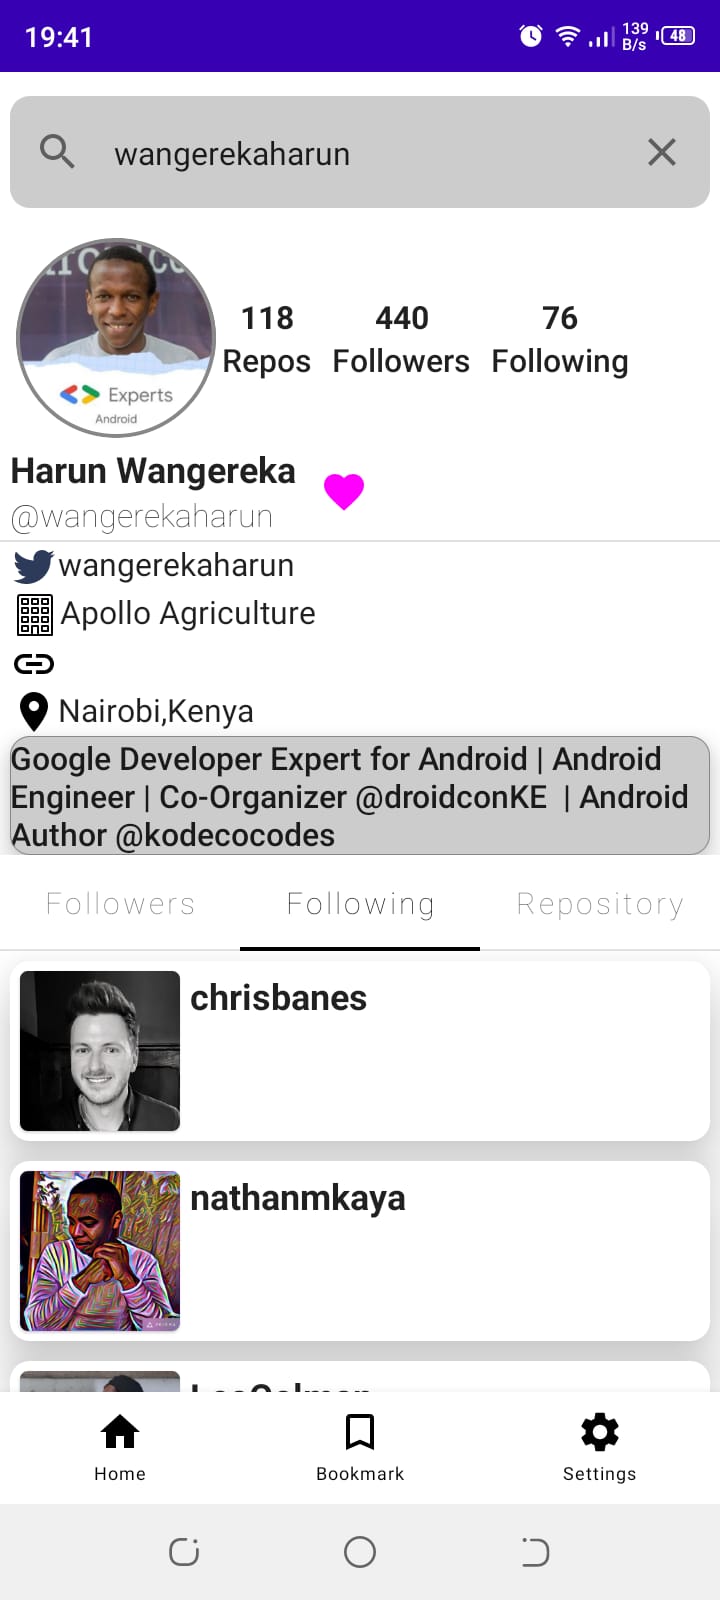 19:41
139
B/s
48
wangerekaharun
Experts
Android
118 440 76
Repos Followers Following
Harun Wangereka
@wangerekaharun
wangerekaharun
Apollo Agriculture
Nairobi,Kenya
Google Developer Expert for Android | Android
Engineer | Co-Organizer @droidconKE | Android
Author @kodecocodes
Followers Following Repository
chrisbanes
nathanmkaya
Home Bookmark Settings